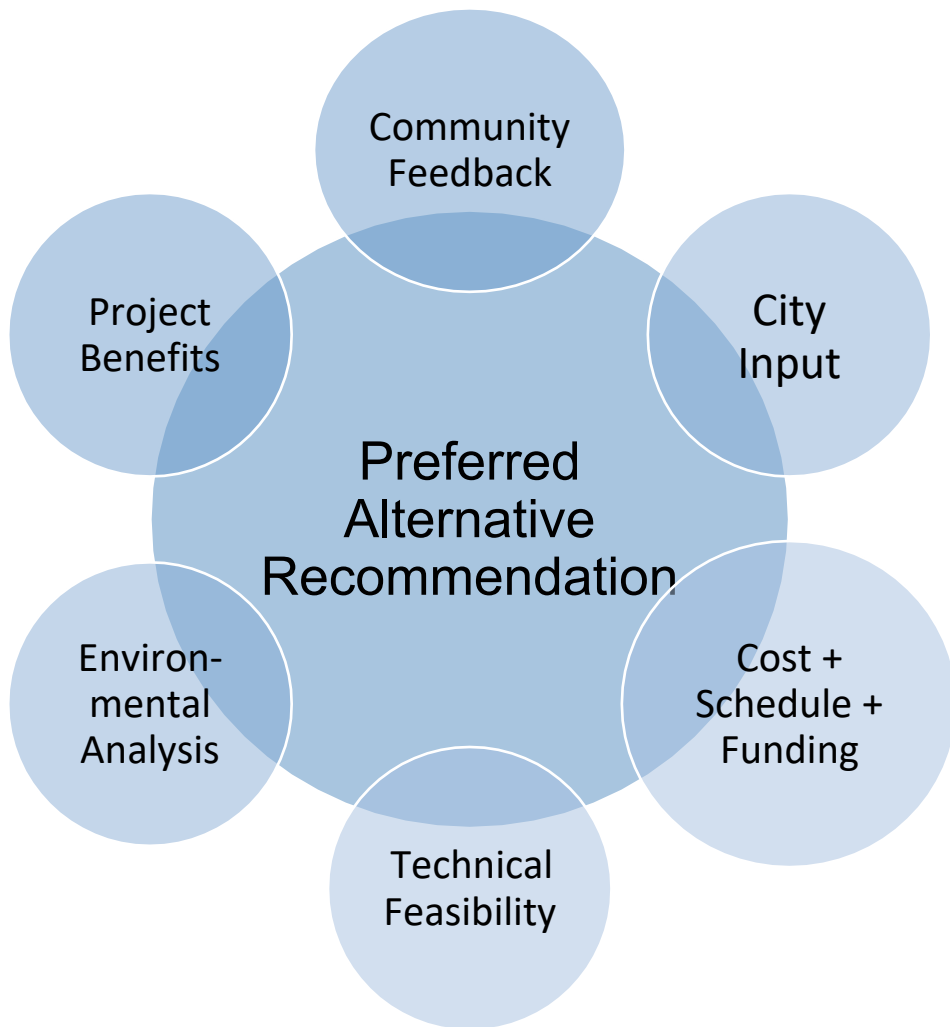 Community
Feedback
Project
Benefits
City
Input
Preferred
Alternative
Recommendation
Environ-
mental
Analysis
Cost +
Schedule +
Funding
Technical
Feasibility